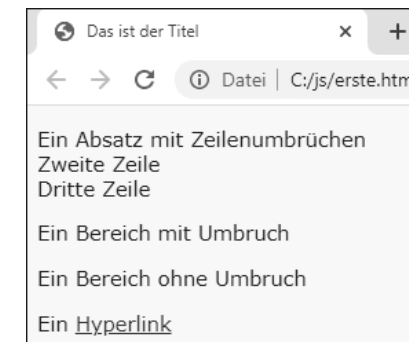 Das ist der Titel
Datei | C:/js/erste.htm
Ein Absatz mit Zeilenumbrüchen
Zweite Zeile
Dritte Zeile
Ein Bereich mit Umbruch
Ein Bereich ohne Umbruch
Ein Hyperlink